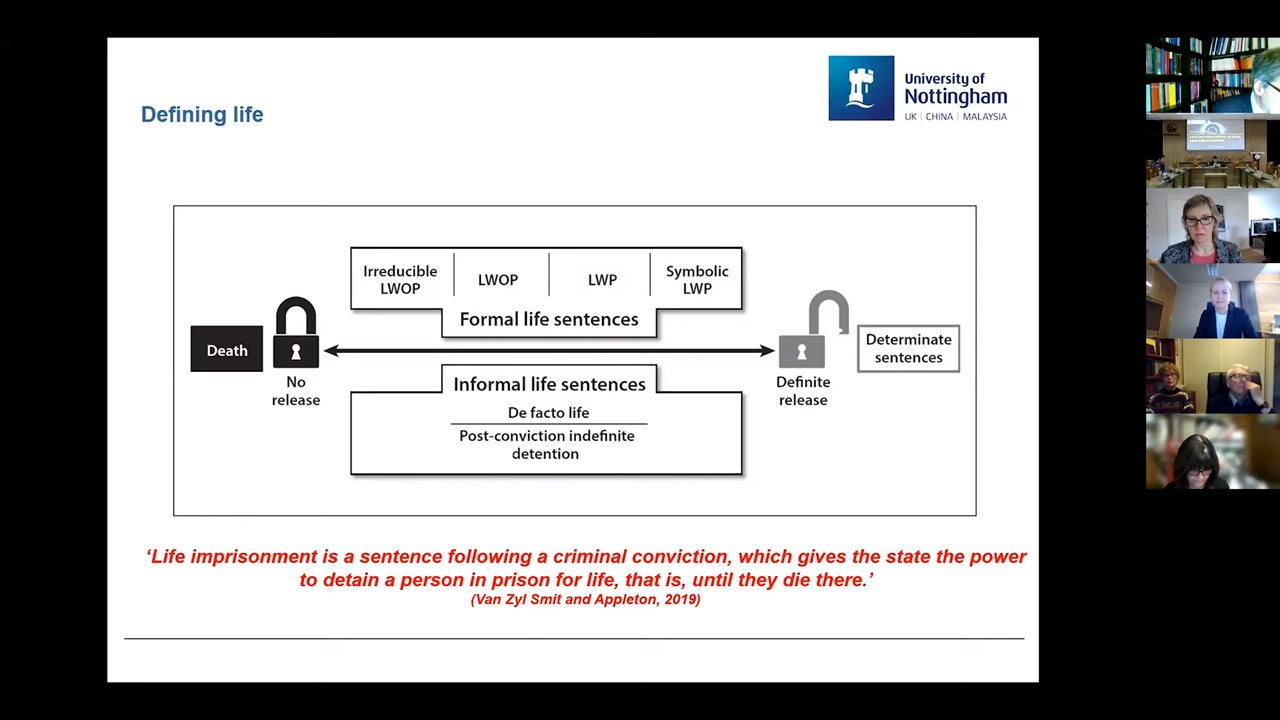 Defining life
University of
Nottingham
UK | CHINA | MALAYSIA
Irreducible
LWOP
LWOP
LWP
Symbolic
LWP
Formal life sentences
Death
No
release
Definite
release
Determinate
sentences
Informal life sentences
De facto life
Post-conviction indefinite
detention
‘Life imprisonment is a sentence following a criminal conviction, which gives the state the power
to detain a person in prison for life, that is, until they die there.’
(Van Zyl Smit and Appleton, 2019)